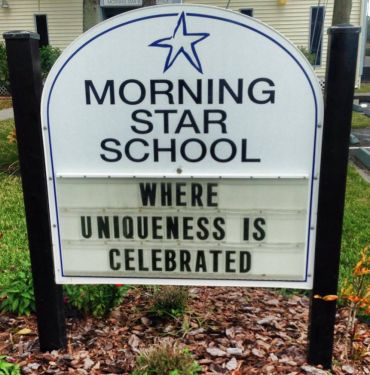 MORNING
STAR
SCHOOL
WHERE
UNIQUENESS IS
CELEBRATED